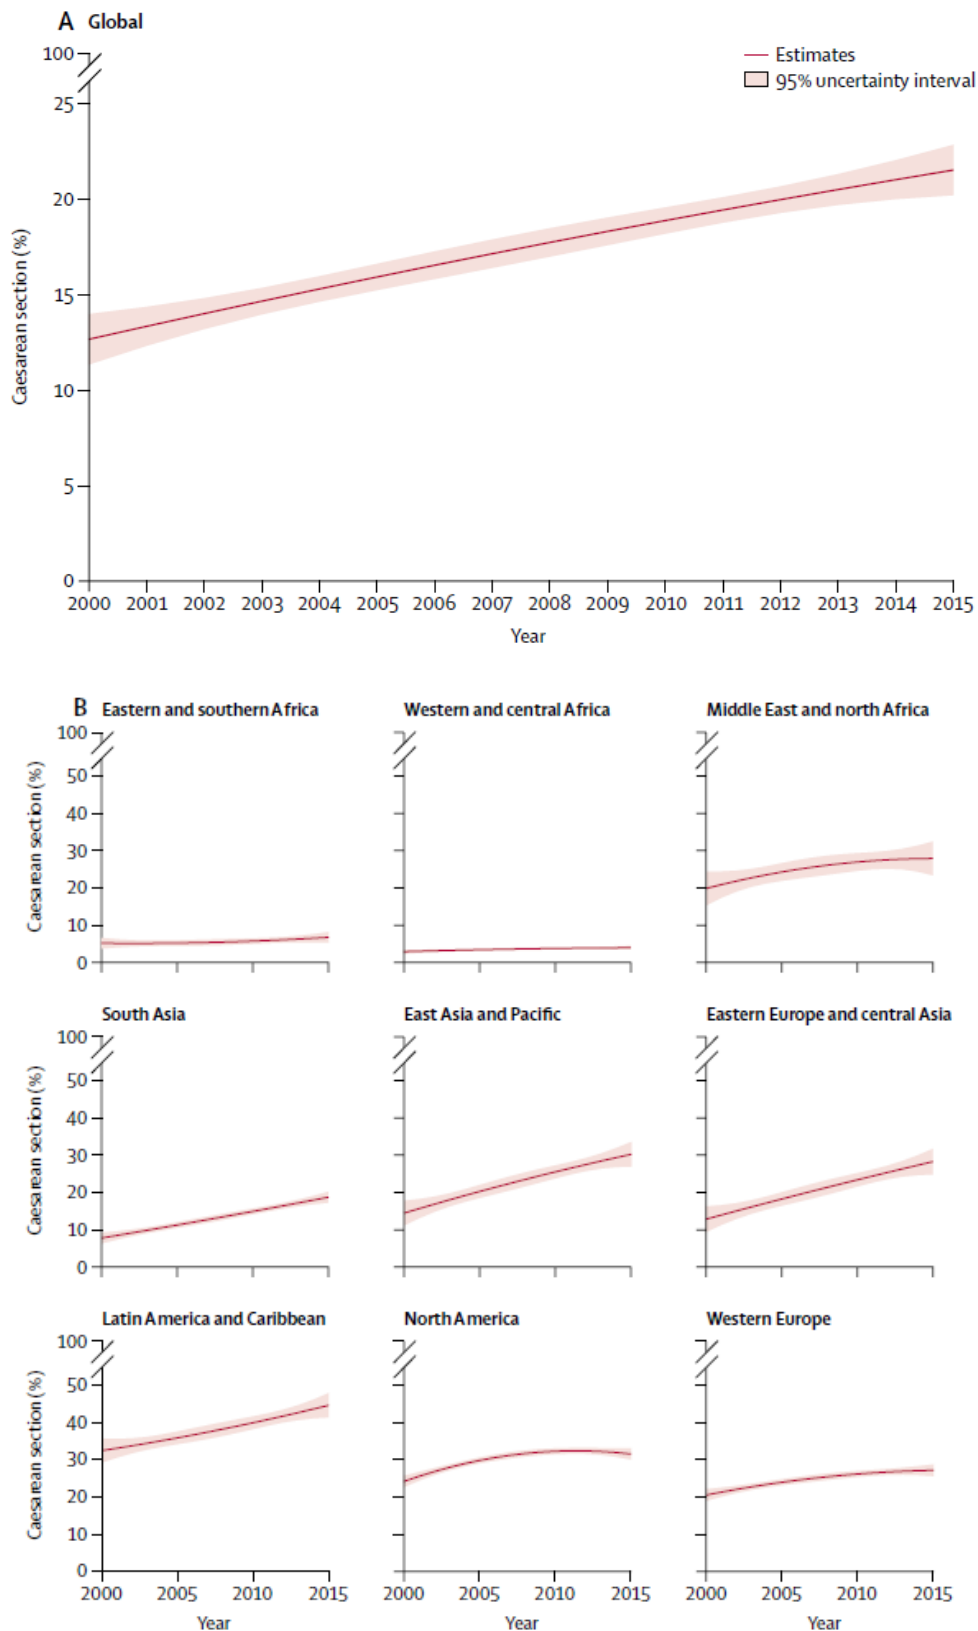 A Global
100
25
20
15
10
5
0
Caesarean section (%)
Estimates
95% uncertainty interval
2000 2001 2002 2003 2004 2005 2006 2007 2008 2009 2010 2011 2012 2013 2014 2015
Year
B Eastern and southern Africa
Western and central Africa
Middle East and north Africa
100
50
40
30
20
10
0
Caesarean section (%)
South Asia
East Asia and Pacific
Eastern Europe and central Asia
100
50
40
30
20
10
0
Caesarean section (%)
Latin America and Caribbean
North America
Western Europe
100
50
40
30
20
10
0
Caesarean section (%)
2000 2005 2010 2015
2000 2005 2010 2015
2000 2005 2010 2015
Year
Year
Year